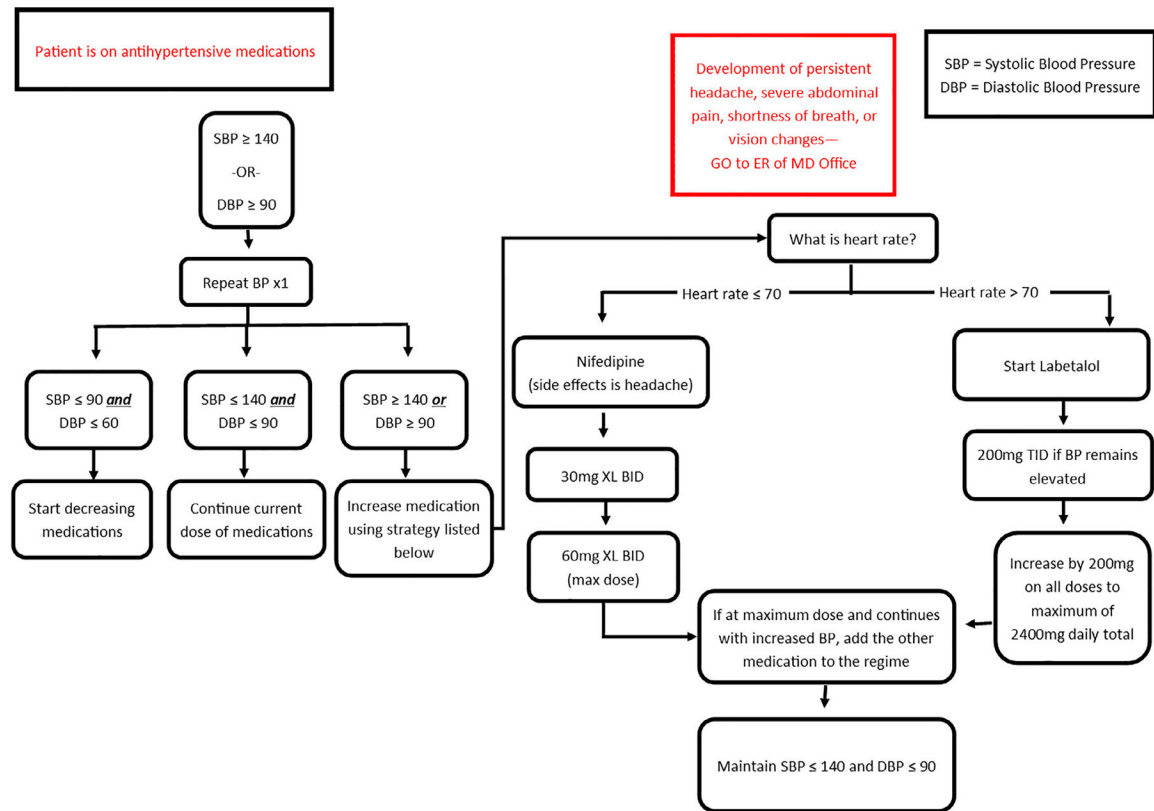 Patient is on antihypertensive medications
Development of persistent
headache, severe abdominal
pain, shortness of breath, or
vision changes—
GO to ER of MD Office
SBP = Systolic Blood Pressure
DBP = Diastolic Blood Pressure
SBP ≥ 140
-OR-
DBP ≥ 90
Repeat BP x1
SBP ≤ 90 and
DBP ≤ 60
SBP ≤ 140 and
DBP ≤ 90
SBP ≥ 140 or
DBP ≥ 90
Start decreasing
medications
Continue current
dose of medications
Increase medication
using strategy listed
below
What is heart rate?
Heart rate ≤ 70
Heart rate > 70
Nifedipine
(side effects is headache)
30mg XL BID
60mg XL BID
(max dose)
Start Labetalol
200mg TID if BP remains
elevated
Increase by 200mg
on all doses to
maximum of
2400mg daily total
If at maximum dose and continues
with increased BP, add the other
medication to the regime
Maintain SBP ≤ 140 and DBP ≤ 90